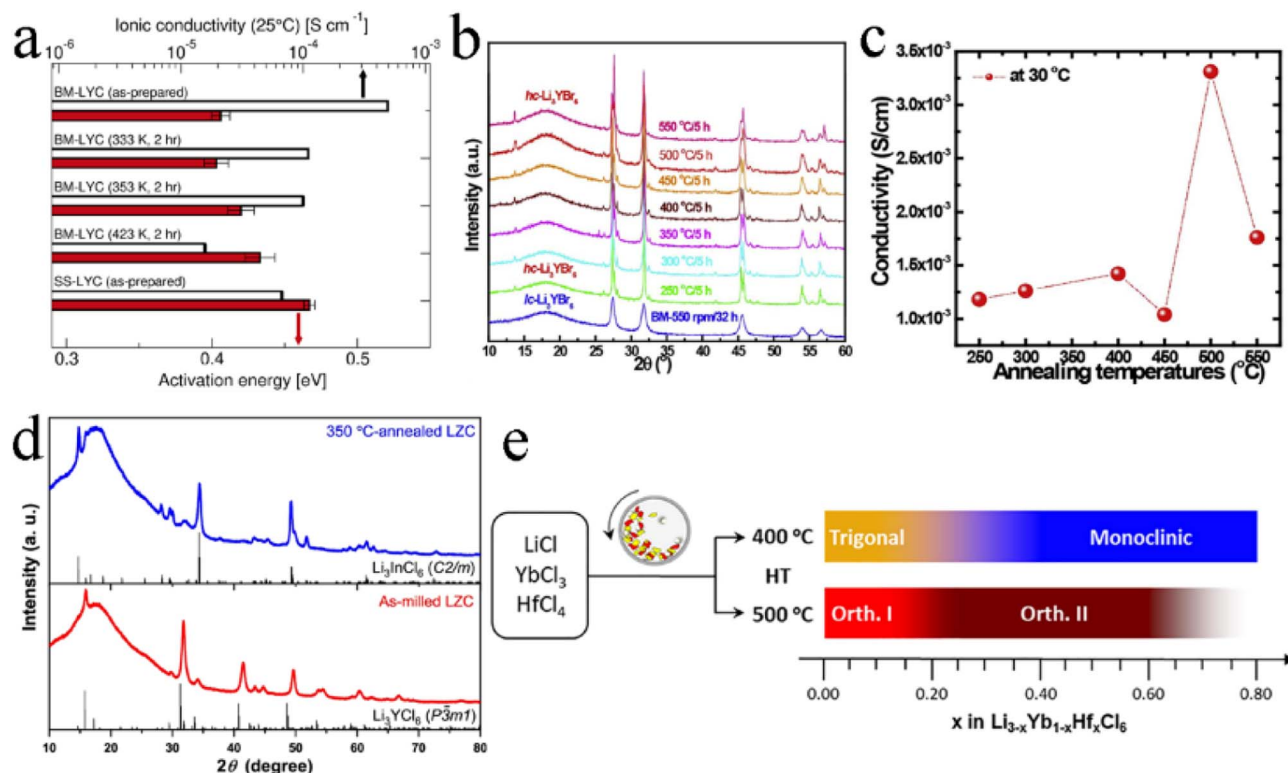 a
Ionic conductivity (25°C) [S cm⁻¹]
10⁻⁶ 10⁻⁵ 10⁻⁴ 10⁻³
BM-LYC (as-prepared)
BM-LYC (333 K, 2 hr)
BM-LYC (353 K, 2 hr)
BM-LYC (423 K, 2 hr)
SS-LYC (as-prepared)
0.3 0.4 0.5
Activation energy [eV]
b
Intensity (a.u.)
hc-Li₃YBr₆
550 °C/5 h
500 °C/5 h
450 °C/5 h
400 °C/5 h
350 °C/5 h
300 °C/5 h
hc-Li₃YBr₆
250 °C/5 h
lc-Li₃YBr₆
BM-550 rpm/32 h
10 15 20 25 30 35 40 45 50 55 60
2θ (°)
c
Conductivity (S/cm)
at 30 °C
3.5x10⁻³
3.0x10⁻³
2.5x10⁻³
2.0x10⁻³
1.5x10⁻³
1.0x10⁻³
250 300 350 400 450 500 550
Annealing temperatures (°C)
d
Intensity (a. u.)
350 °C-annealed LZC
Li₃InCl₆ (C2/m)
As-milled LZC
Li₃YCl₆ (P3̄m1)
10 20 30 40 50 60 70 80
2θ (degree)
e
LiCl
YbCl₃
HfCl₄
400 °C
HT
500 °C
Trigonal Monoclinic
Orth. I Orth. II
0.00 0.20 0.40 0.60 0.80
x in Li₃₋ₓYb₁₋ₓHfₓCl₆